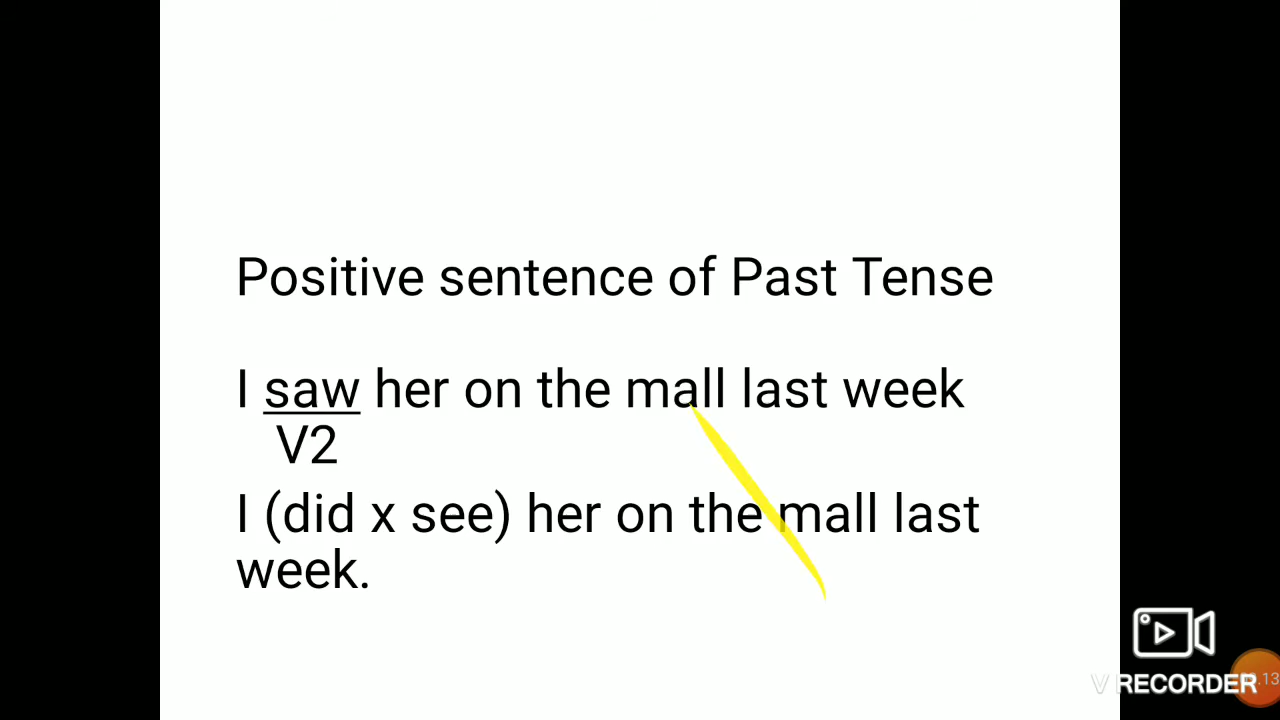 Positive sentence of Past Tense
I saw her on the mall last week
V2
I (did x see) her on the mall last
week.
V RECORDER